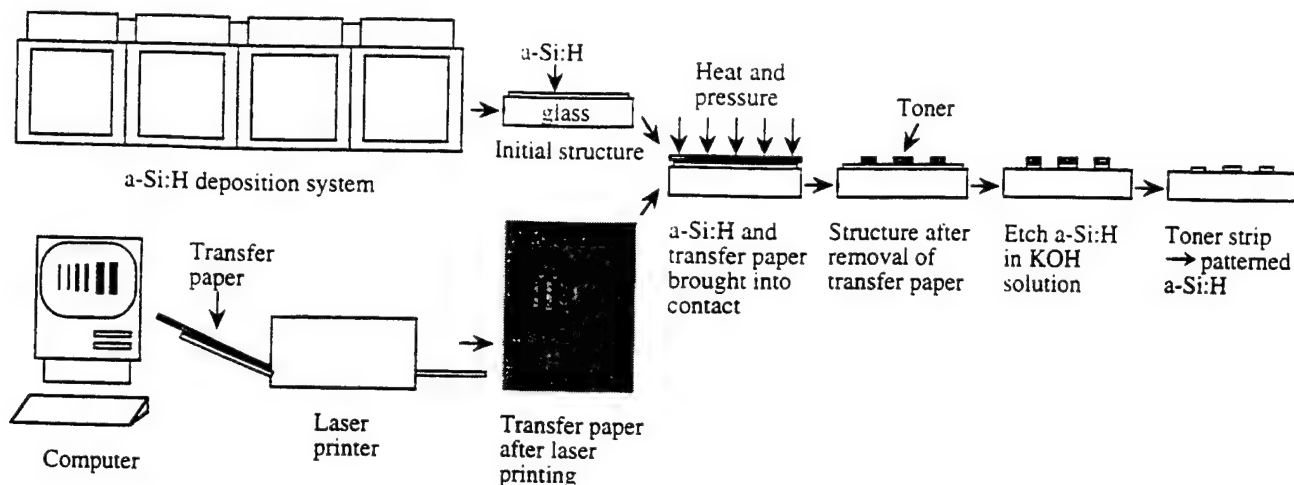 a-Si:H
glass
Initial structure
a-Si:H deposition system
Heat and
pressure
Toner
a-Si:H and
transfer paper
brought into
contact
Structure after
removal of
transfer paper
Etch a-Si:H
in KOH
solution
Toner strip
→ patterned
a-Si:H
Transfer
paper
Computer
Laser
printer
Transfer paper
after laser
printing